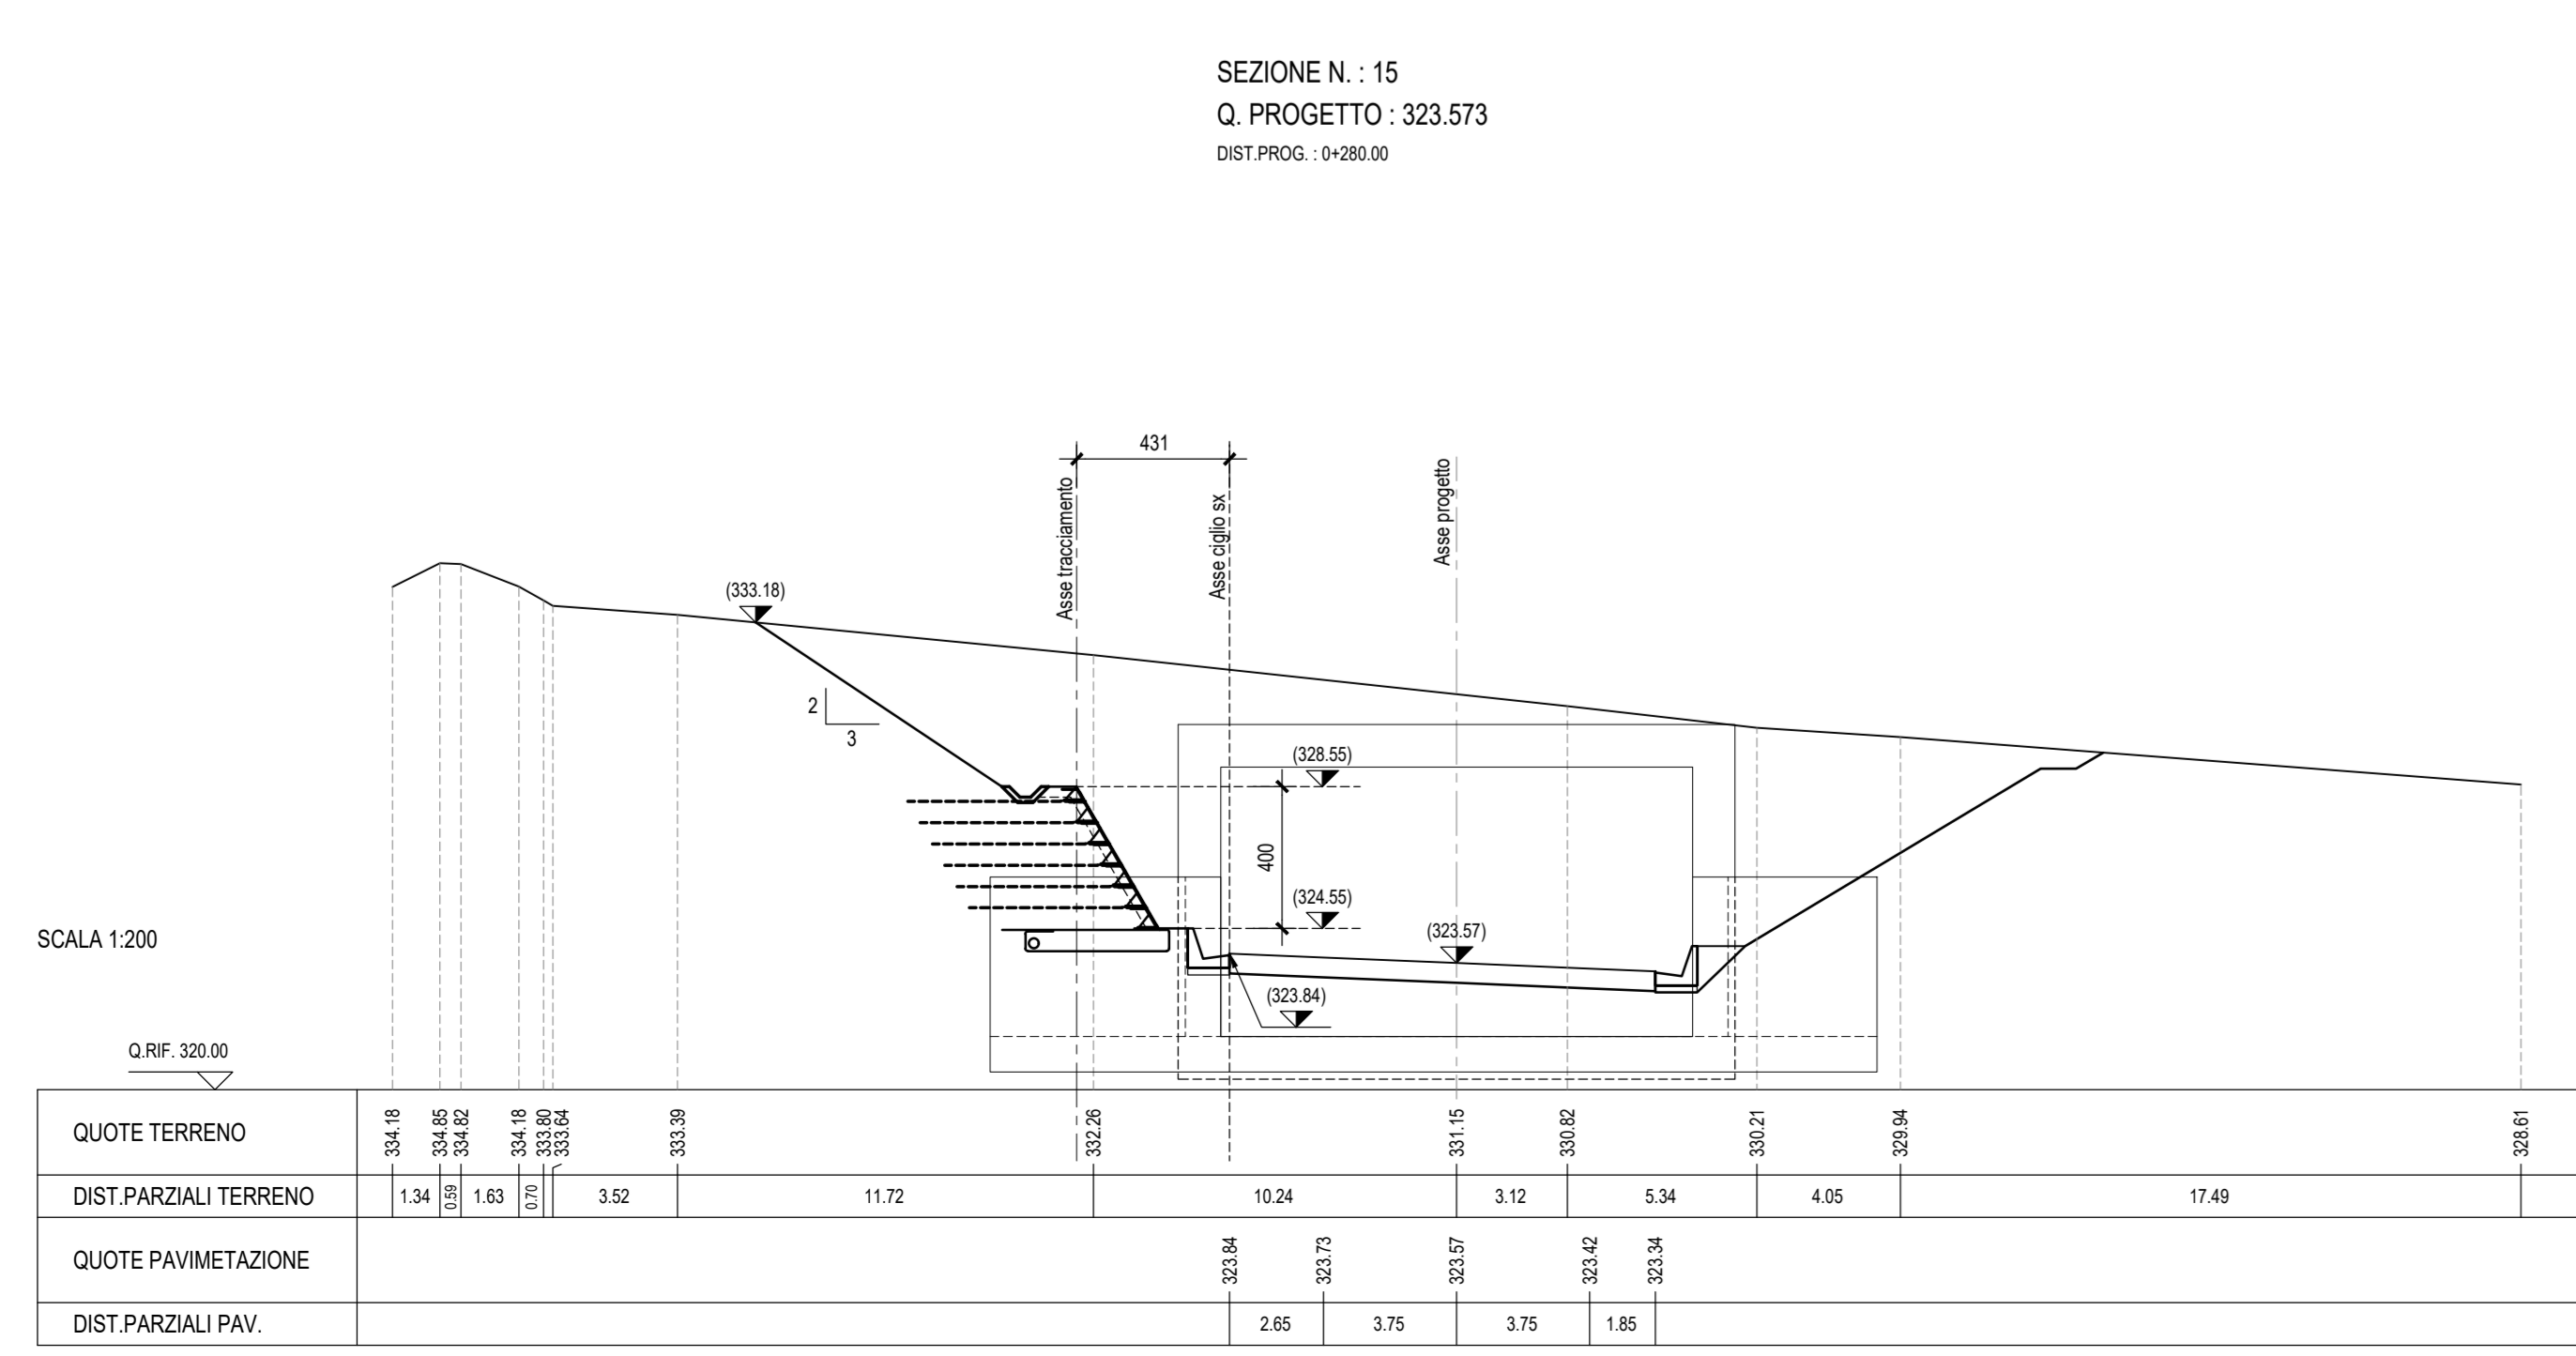 SEZIONE N. : 15
Q. PROGETTO : 323.573
DIST.PROG. : 0+280.00
431
Asse tracciamento
Asse ciglio sx
Asse progetto
(333.18)
2
3
(328.55)
400
(324.55)
(323.57)
(323.84)
SCALA 1:200
Q.RIF. 320.00
QUOTE TERRENO 334.18 334.85 334.82 334.18 333.80 333.64 333.39 332.26 331.15 330.82 330.21 329.94 328.61
DIST.PARZIALI TERRENO 1.34 0.59 1.63 0.70 3.52 11.72 10.24 3.12 5.34 4.05 17.49
QUOTE PAVIMETAZIONE 323.84 323.73 323.57 323.42 323.34
DIST.PARZIALI PAV. 2.65 3.75 3.75 1.85